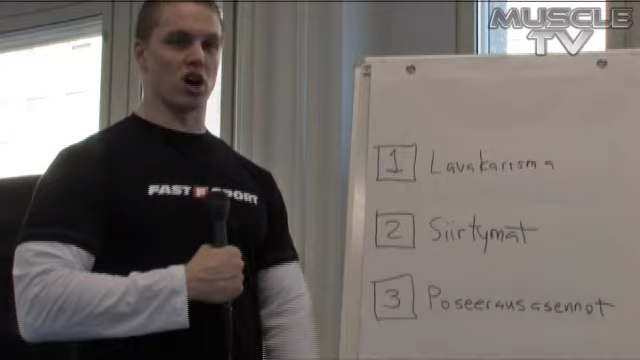 MUSCLE
TV
FAST F SPORT
1 Lavakarisma
2 Siirtymät
3 Poseerausasennot